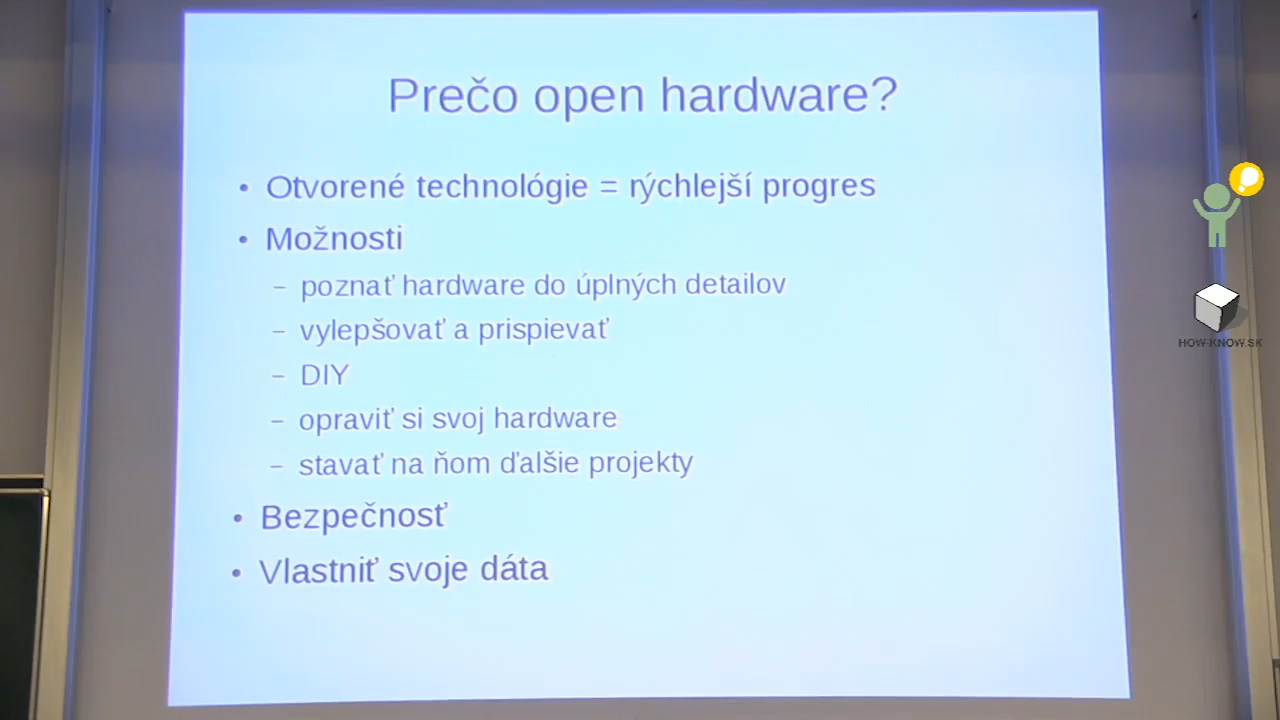 Prečo open hardware?
• Otvorené technológie = rýchlejší progres
• Možnosti
– poznať hardware do úplných detailov
– vylepšovať a prispievať
– DIY
– opraviť si svoj hardware
– stavať na ňom ďalšie projekty
• Bezpečnosť
• Vlastniť svoje dáta
HOW-KNOW.SK